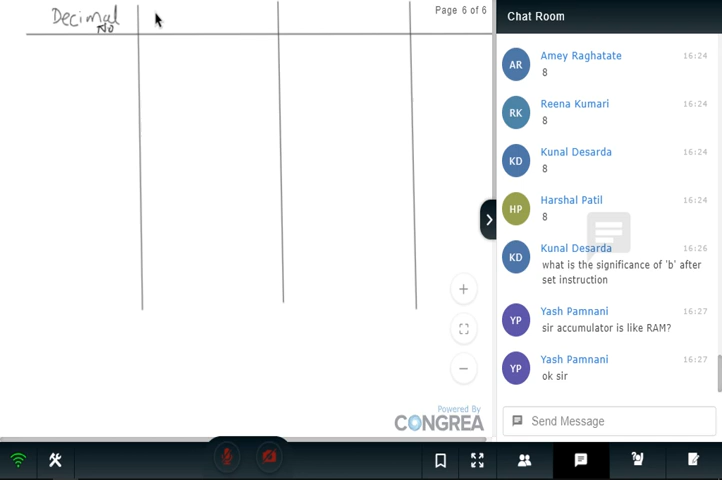 Decimal
No
Page 6 of 6
Powered By
CONGREA
Chat Room
AR
Amey Raghatate
16:24
8
RK
Reena Kumari
16:24
8
KD
Kunal Desarda
16:24
8
HP
Harshal Patil
16:24
8
KD
Kunal Desarda
16:26
what is the significance of 'b' after
set instruction
YP
Yash Pamnani
16:27
sir accumulator is like RAM?
YP
Yash Pamnani
16:27
ok sir
Send Message